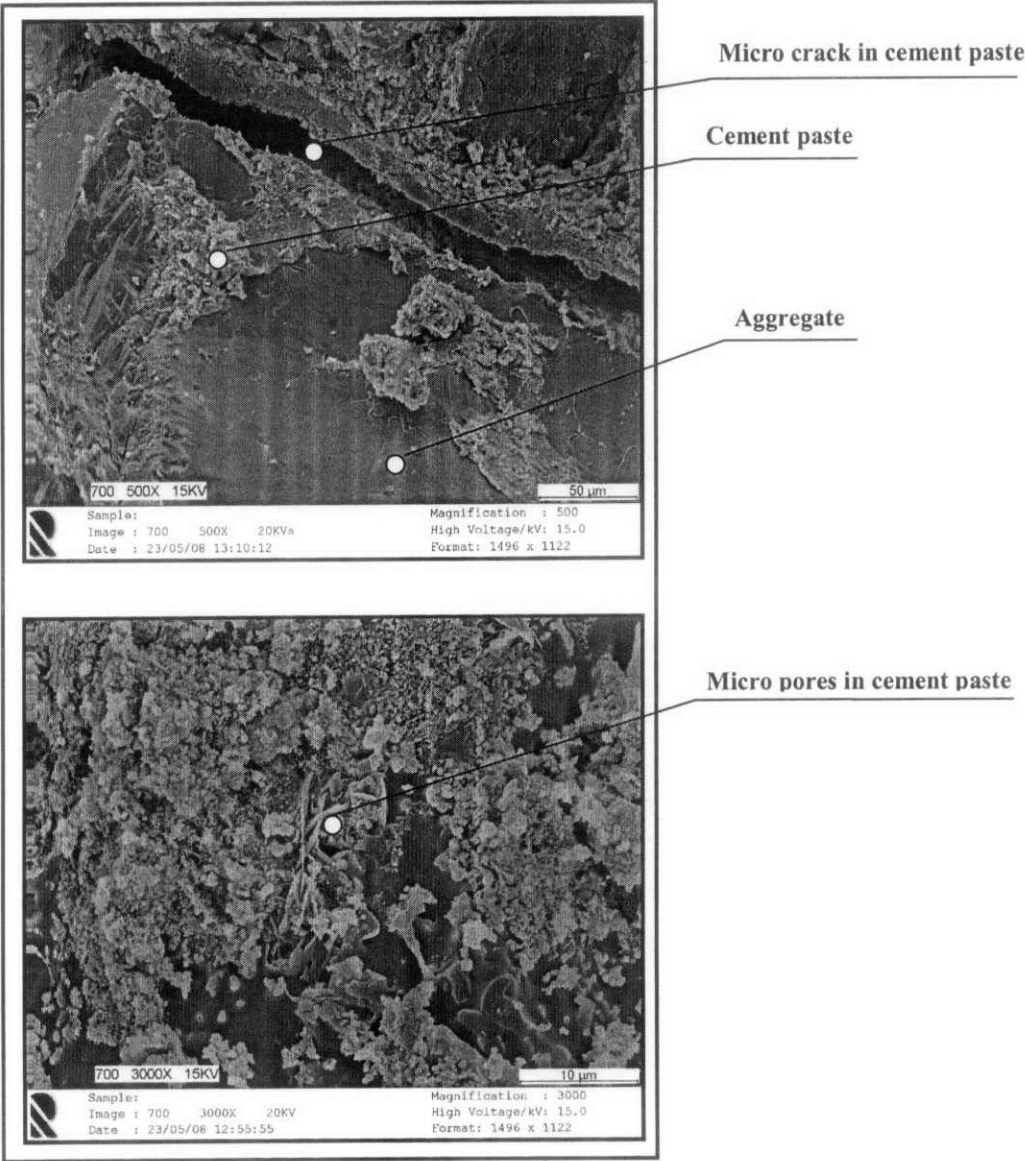 Micro crack in cement paste
Cement paste
Aggregate
700 500X 15KV
50 µm
Sample:
Magnification : 500
Image : 700 500X 20KVa
High Voltage/kV: 15.0
Date : 23/05/08 13:10:12
Format: 1496 x 1122
Micro pores in cement paste
700 3000X 15KV
10 µm
Sample:
Magnification : 3000
Image : 700 3000X 20KV
High Voltage/kV: 15.0
Date : 23/05/08 12:55:55
Format: 1496 x 1122